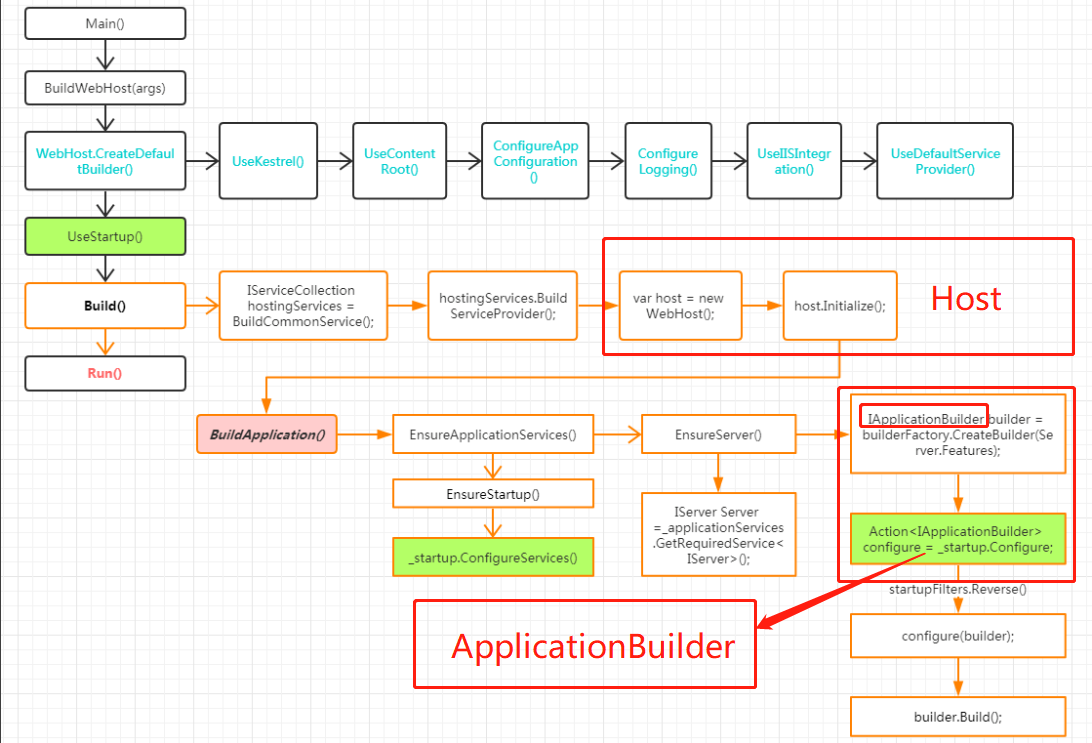 Main()
BuildWebHost(args)
WebHost.CreateDefaul
tBuilder()
UseKestrel()
UseContent
Root()
ConfigureApp
Configuration
()
Configure
Logging()
UseIISIntegr
ation()
UseDefaultService
Provider()
UseStartup()
Build()
IServiceCollection
hostingServices =
BuildCommonService();
hostingServices.Build
ServiceProvider();
var host = new
WebHost();
host.Initialize();
Host
Run()
BuildApplication()
EnsureApplicationServices()
EnsureServer()
IApplicationBuilder builder =
builderFactory.CreateBuilder(Se
rver.Features);
EnsureStartup()
IServer Server
=_applicationServices
.GetRequiredService<
IServer>();
_startup.ConfigureServices()
Action<IApplicationBuilder>
configure = _startup.Configure;
startupFilters.Reverse()
ApplicationBuilder
configure(builder);
builder.Build();